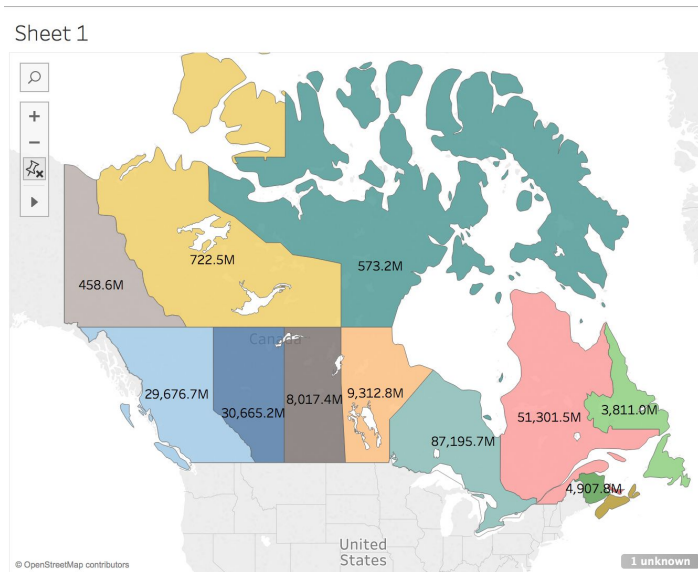 Sheet 1
722.5M
573.2M
458.6M
Canada
29,676.7M
30,665.2M
8,017.4M
9,312.8M
87,195.7M
51,301.5M
3,811.0M
4,907.8M
United
States
© OpenStreetMap contributors
1 unknown